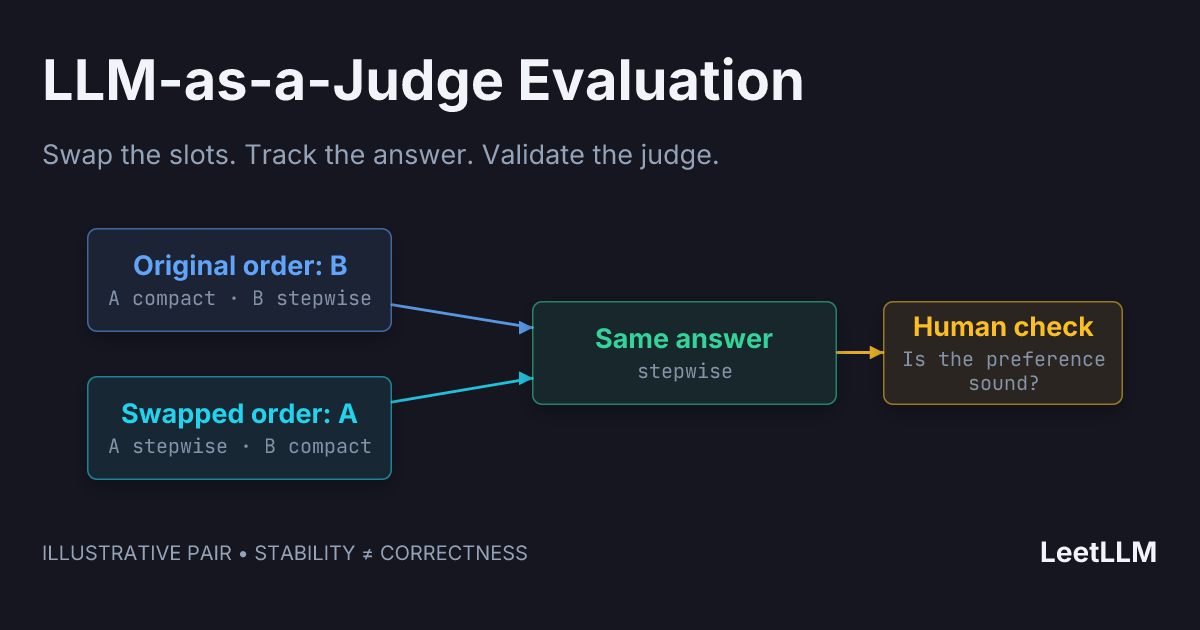 LLM-as-a-Judge Evaluation
Swap the slots. Track the answer. Validate the judge.
Original order: B
A compact · B stepwise
Swapped order: A
A stepwise · B compact
Same answer
stepwise
Human check
Is the preference
sound?
ILLUSTRATIVE PAIR • STABILITY ≠ CORRECTNESS
LeetLLM